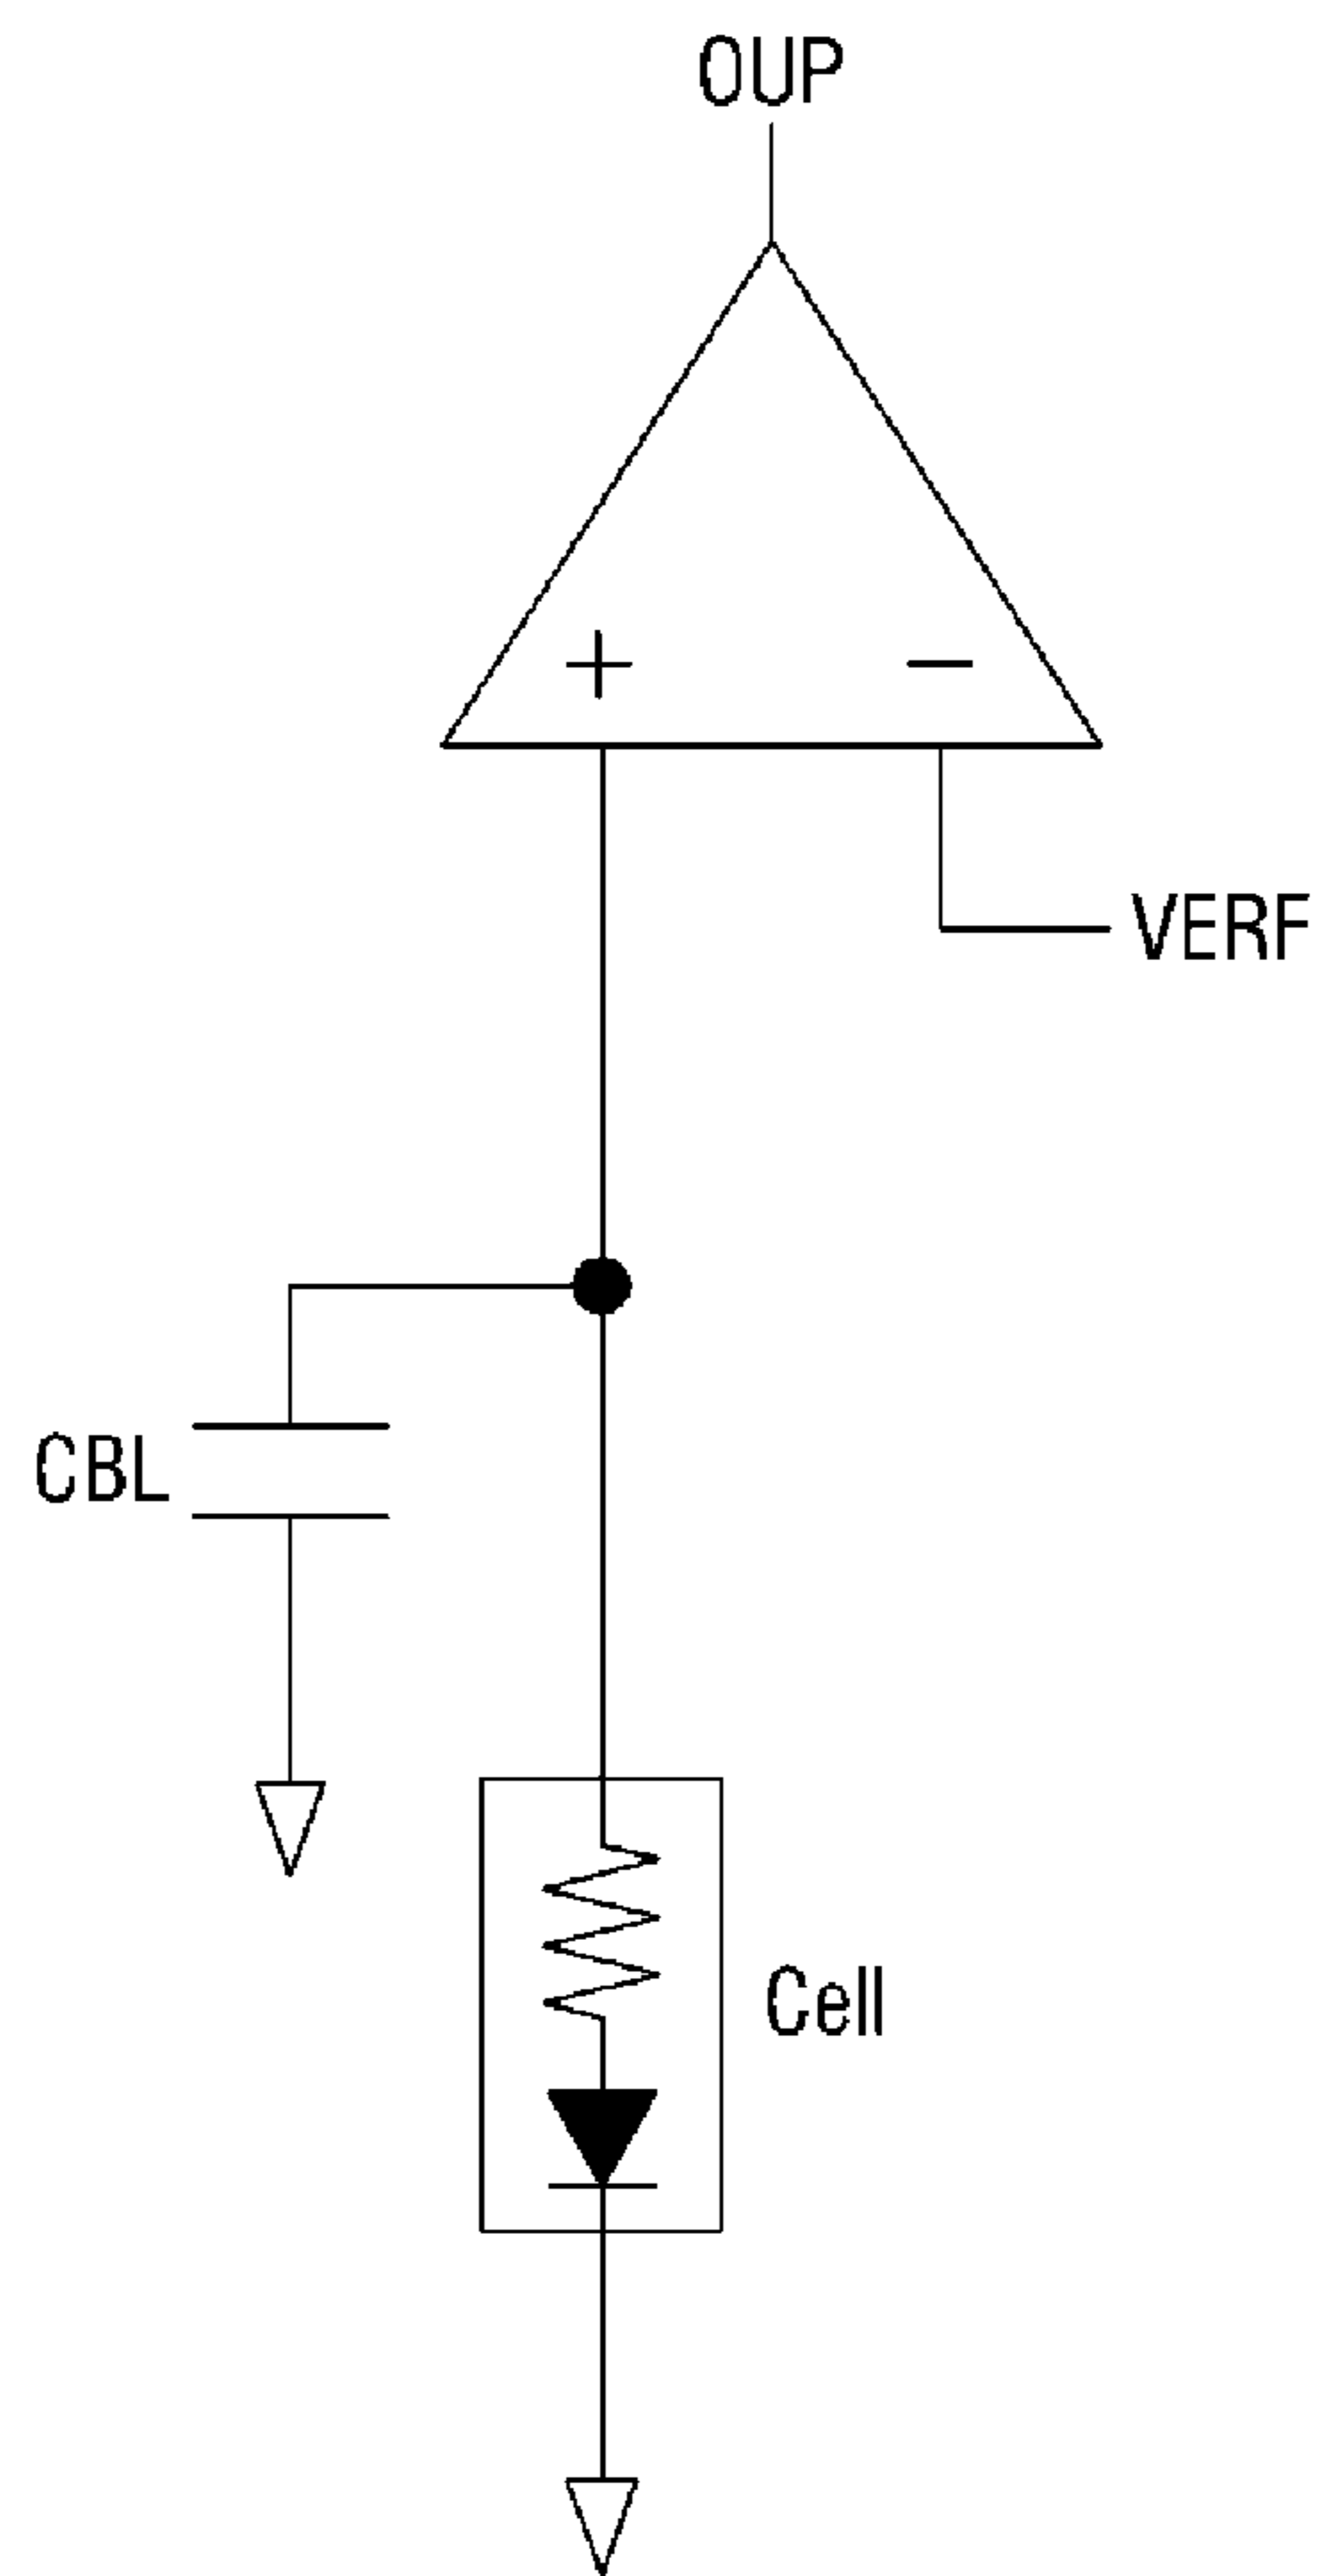 OUP
+ −
VERF
CBL
Cell